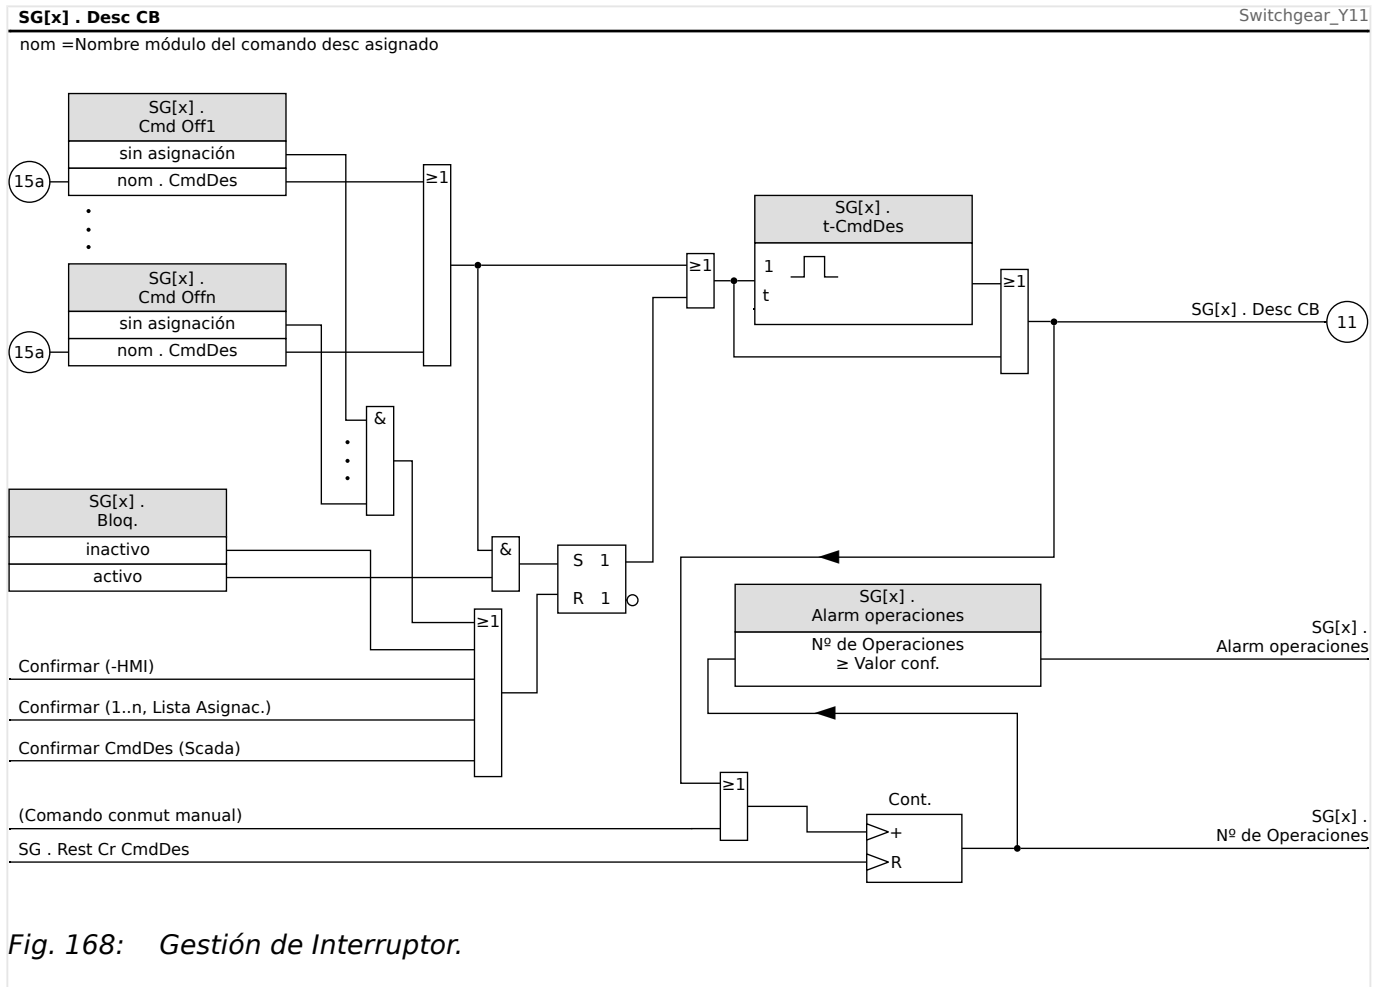 SG[x] . Desc CB
Switchgear_Y11
nom =Nombre módulo del comando desc asignado
SG[x] .
Cmd Off1
sin asignación
15a
nom . CmdDes
≥1
SG[x] .
t-CmdDes
1
t
SG[x] .
Cmd Offn
sin asignación
15a
nom . CmdDes
≥1
≥1
SG[x] . Desc CB
11
&
SG[x] .
Bloq.
inactivo
activo
&
S 1
R 1
≥1
SG[x] .
Alarm operaciones
Nº de Operaciones
≥ Valor conf.
SG[x] .
Alarm operaciones
Confirmar (-HMI)
Confirmar (1..n, Lista Asignac.)
Confirmar CmdDes (Scada)
(Comando conmut manual)
SG . Rest Cr CmdDes
≥1
Cont.
+
R
SG[x] .
Nº de Operaciones
Fig. 168: Gestión de Interruptor.